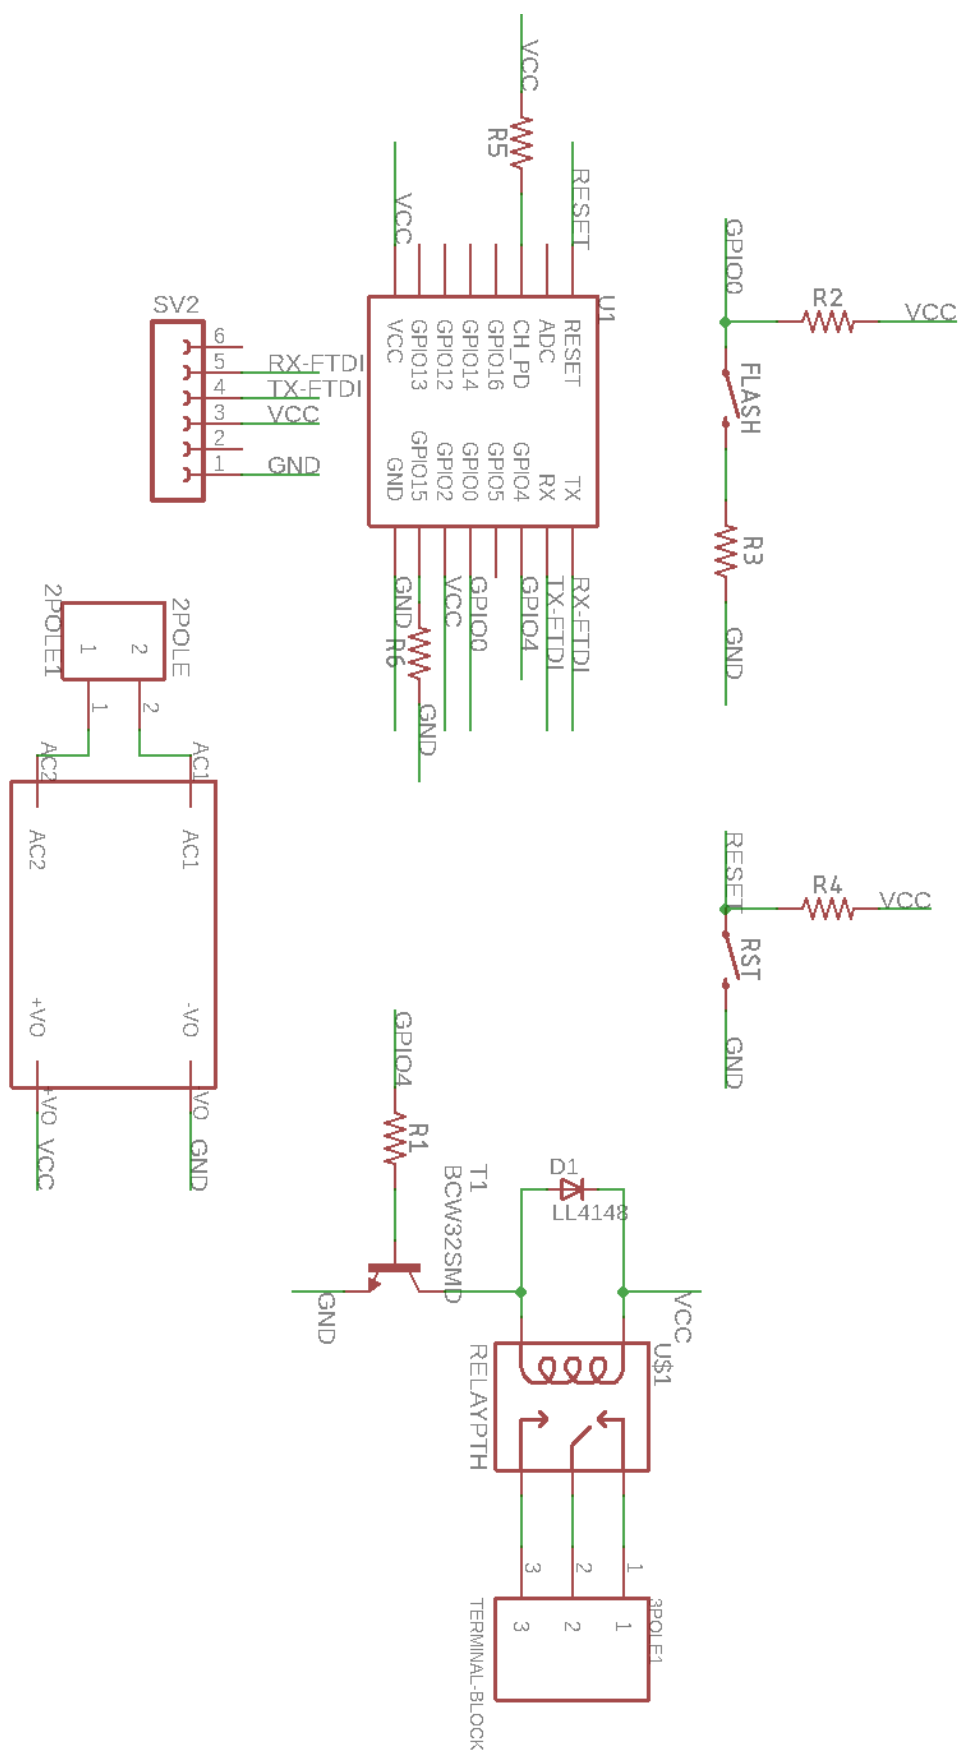 VCC
R5
VCC
RESET
U1
VCC
GPIO13
GPIO12
GPIO14
GPIO16
CH_PD
ADC
RESET
GND
GPIO15
GPIO2
GPIO0
GPIO5
GPIO4
RX
TX
GND
R6
GND
VCC
GPIO0
GPIO4
TX-FTDI
RX-FTDI
GPIO0
R2
VCC
FLASH
R3
GND
SV2
6
5
RX-FTDI
4
TX-FTDI
3
VCC
2
1
GND
2POLE1
2POLE
1
2
1
2
AC2
AC1
AC2
AC1
+VO
-VO
+VO
VO
VCC
GND
RESET
R4
VCC
RST
GND
GPIO4
R1
T1
BCW32SMD
GND
D1
LL4148
VCC
U$1
RELAYPTH
3
2
1
3
2
1
3POLE1
TERMINAL-BLOCK